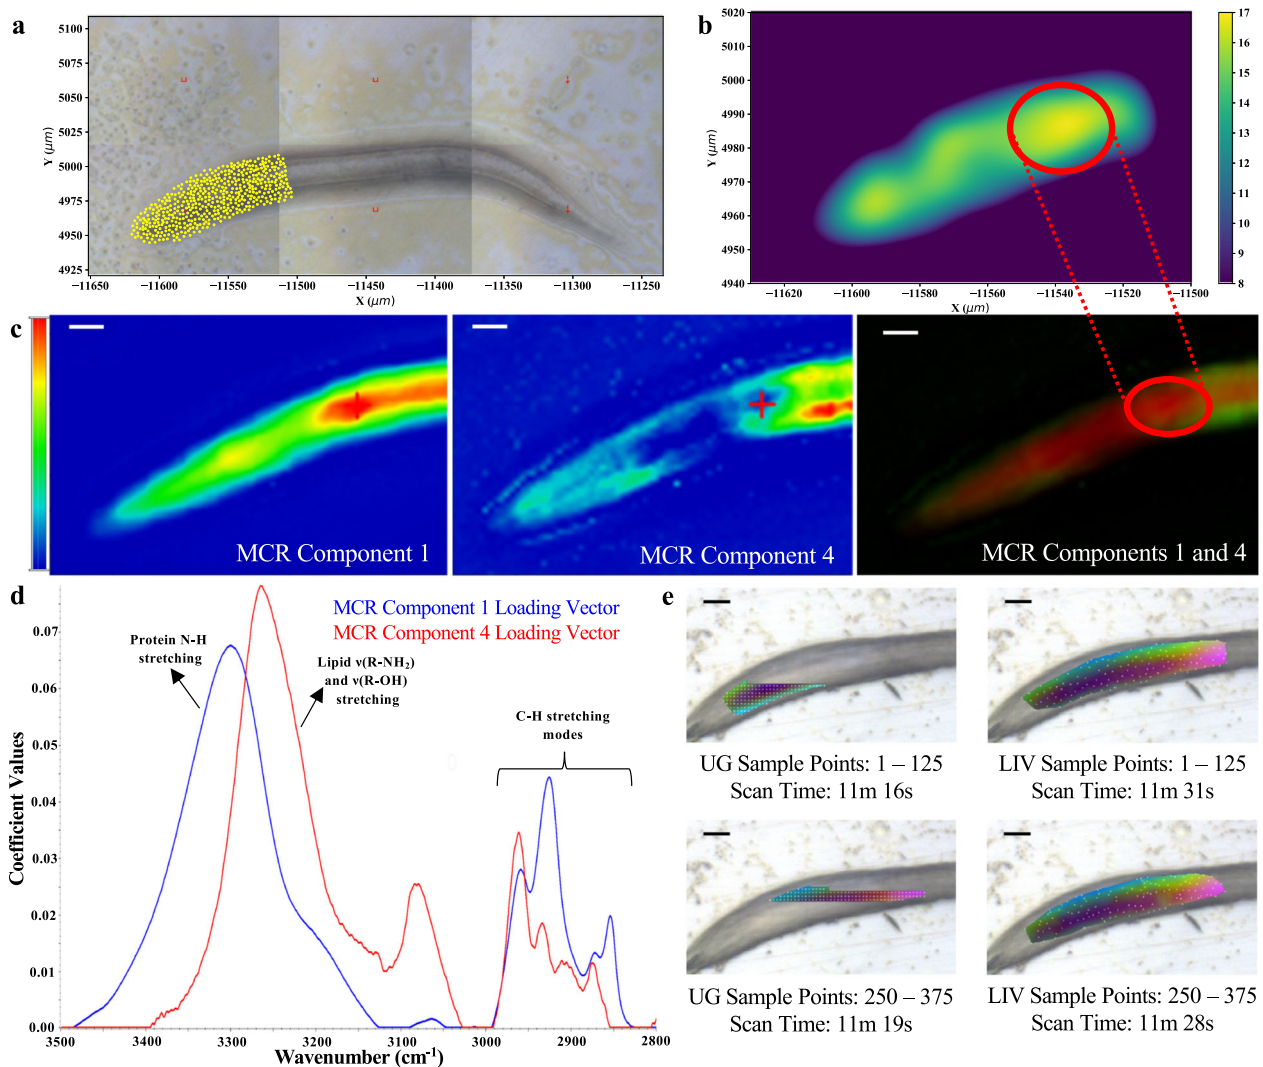 a
5100
5075
5050
5025
5000
4975
4950
4925
Y (μm)
−11650
−11600
−11550
−11500
−11450
−11400
−11350
−11300
−11250
X (μm)
b
5020
5010
5000
4990
4980
4970
4960
4950
4940
Y (μm)
−11620
−11600
−11580
−11560
−11540
−11520
−11500
X (μm)
17
16
15
14
13
12
11
10
9
8
c
MCR Component 1
MCR Component 4
MCR Components 1 and 4
d
MCR Component 1 Loading Vector
MCR Component 4 Loading Vector
Protein N-H
stretching
Lipid ν(R-NH₂)
and ν(R-OH)
stretching
C-H stretching
modes
0.07
0.06
0.05
0.04
0.03
0.02
0.01
0.00
Coefficient Values
3500
3400
3300
3200
3100
3000
2900
2800
Wavenumber (cm⁻¹)
e
UG Sample Points: 1 – 125
Scan Time: 11m 16s
LIV Sample Points: 1 – 125
Scan Time: 11m 31s
UG Sample Points: 250 – 375
Scan Time: 11m 19s
LIV Sample Points: 250 – 375
Scan Time: 11m 28s